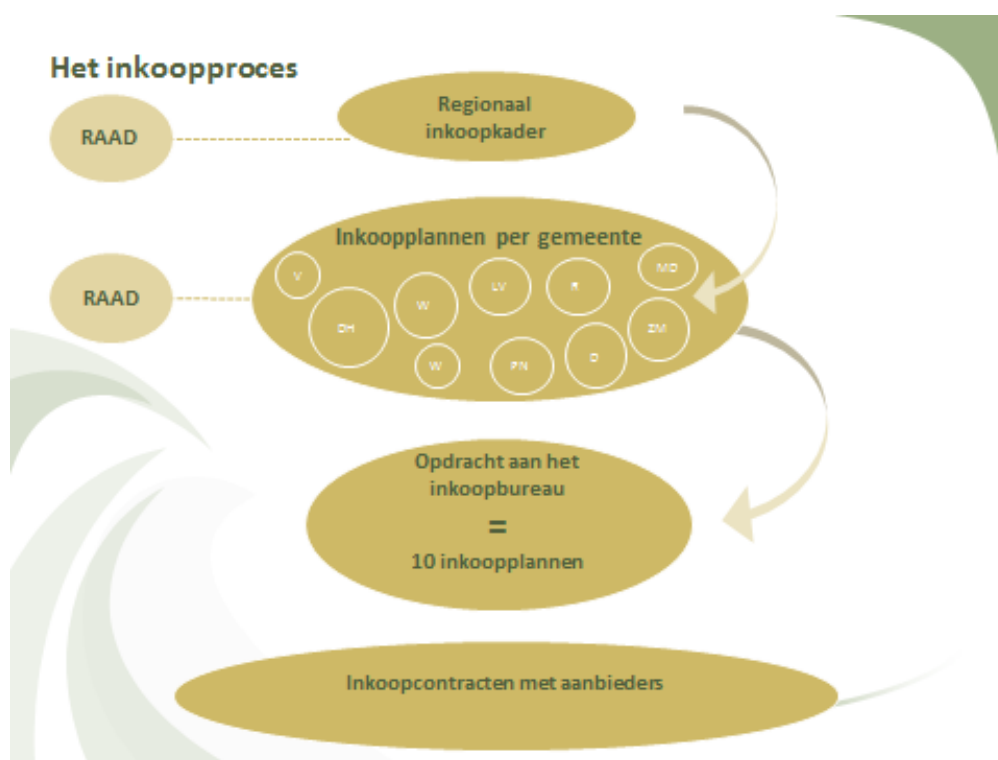 Het inkoopproces
RAAD
Regionaal
inkoopkader
RAAD
Inkoopplannen per gemeente
V
DH
W
W
LV
PN
R
D
MD
ZM
Opdracht aan het
inkoopbureau
=
10 inkoopplannen
Inkoopcontracten met aanbieders